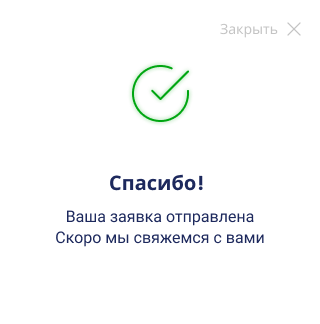 Закрыть
Спасибо!
Ваша заявка отправлена
Скоро мы свяжемся с вами